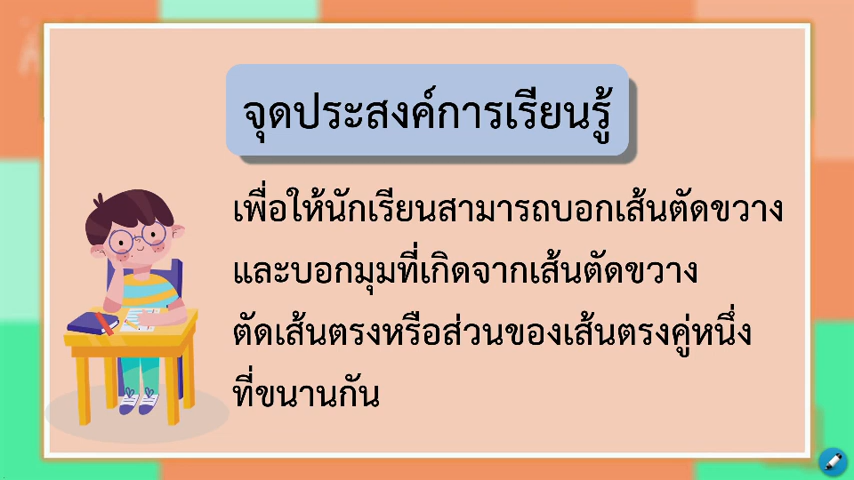 จุดประสงค์การเรียนรู้
เพื่อให้นักเรียนสามารถบอกเส้นตัดขวาง
และบอกมุมที่เกิดจากเส้นตัดขวาง
ตัดเส้นตรงหรือส่วนของเส้นตรงคู่หนึ่ง
ที่ขนานกัน